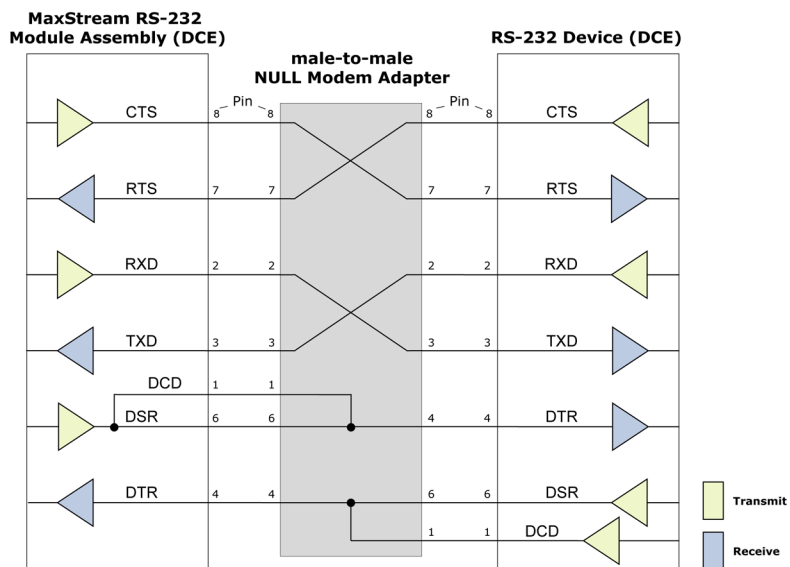 MaxStream RS-232
Module Assembly (DCE)
RS-232 Device (DCE)
male-to-male
NULL Modem Adapter
CTS 8 Pin 8 8 Pin 8 CTS
RTS 7 7 7 7 RTS
RXD 2 2 2 2 RXD
TXD 3 3 3 3 TXD
DCD 1 1
DSR 6 6 4 4 DTR
DTR 4 4 6 6 DSR
1 1 DCD
Transmit
Receive